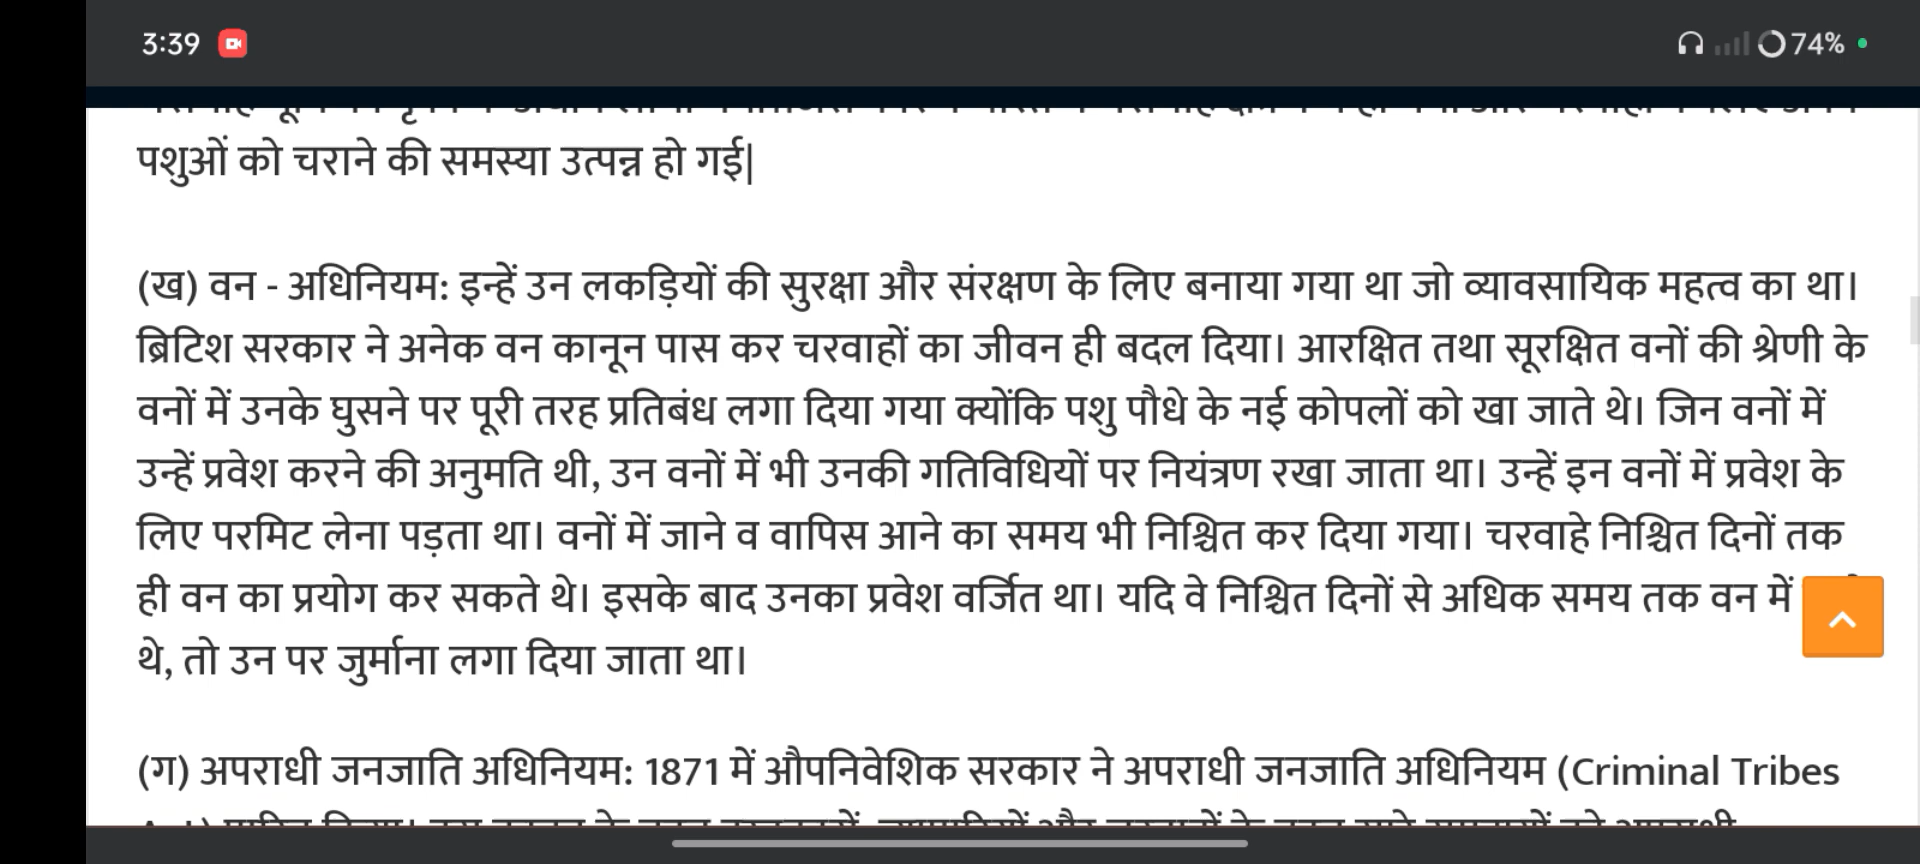 3:39
74%
पशुओं को चराने की समस्या उत्पन्न हो गई|
(ख) वन - अधिनियम: इन्हें उन लकड़ियों की सुरक्षा और संरक्षण के लिए बनाया गया था जो व्यावसायिक महत्व का था।
ब्रिटिश सरकार ने अनेक वन कानून पास कर चरवाहों का जीवन ही बदल दिया। आरक्षित तथा सूरक्षित वनों की श्रेणी के
वनों में उनके घुसने पर पूरी तरह प्रतिबंध लगा दिया गया क्योंकि पशु पौधे के नई कोपलों को खा जाते थे। जिन वनों में
उन्हें प्रवेश करने की अनुमति थी, उन वनों में भी उनकी गतिविधियों पर नियंत्रण रखा जाता था। उन्हें इन वनों में प्रवेश के
लिए परमिट लेना पड़ता था। वनों में जाने व वापिस आने का समय भी निश्चित कर दिया गया। चरवाहे निश्चित दिनों तक
ही वन का प्रयोग कर सकते थे। इसके बाद उनका प्रवेश वर्जित था। यदि वे निश्चित दिनों से अधिक समय तक वन में
थे, तो उन पर जुर्माना लगा दिया जाता था।
(ग) अपराधी जनजाति अधिनियम: 1871 में औपनिवेशिक सरकार ने अपराधी जनजाति अधिनियम (Criminal Tribes